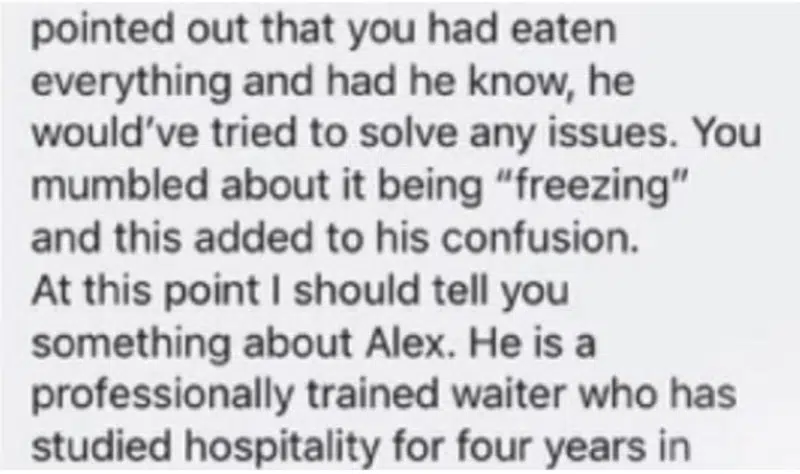 pointed out that you had eaten
everything and had he know, he
would've tried to solve any issues. You
mumbled about it being "freezing"
and this added to his confusion.
At this point I should tell you
something about Alex. He is a
professionally trained waiter who has
studied hospitality for four years in